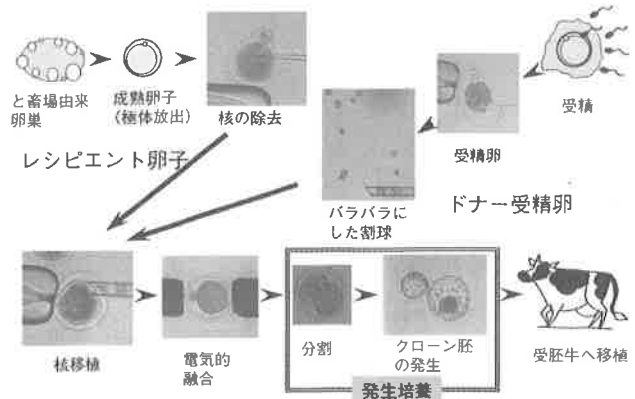 と畜場由来
卵巣
成熟卵子
(極体放出)
核の除去
受精卵
受精
レシピエント卵子
バラバラに
した割球
ドナー受精卵
核移植
電気的
融合
分割
クローン胚
の発生
受胚牛へ移植
発生培養